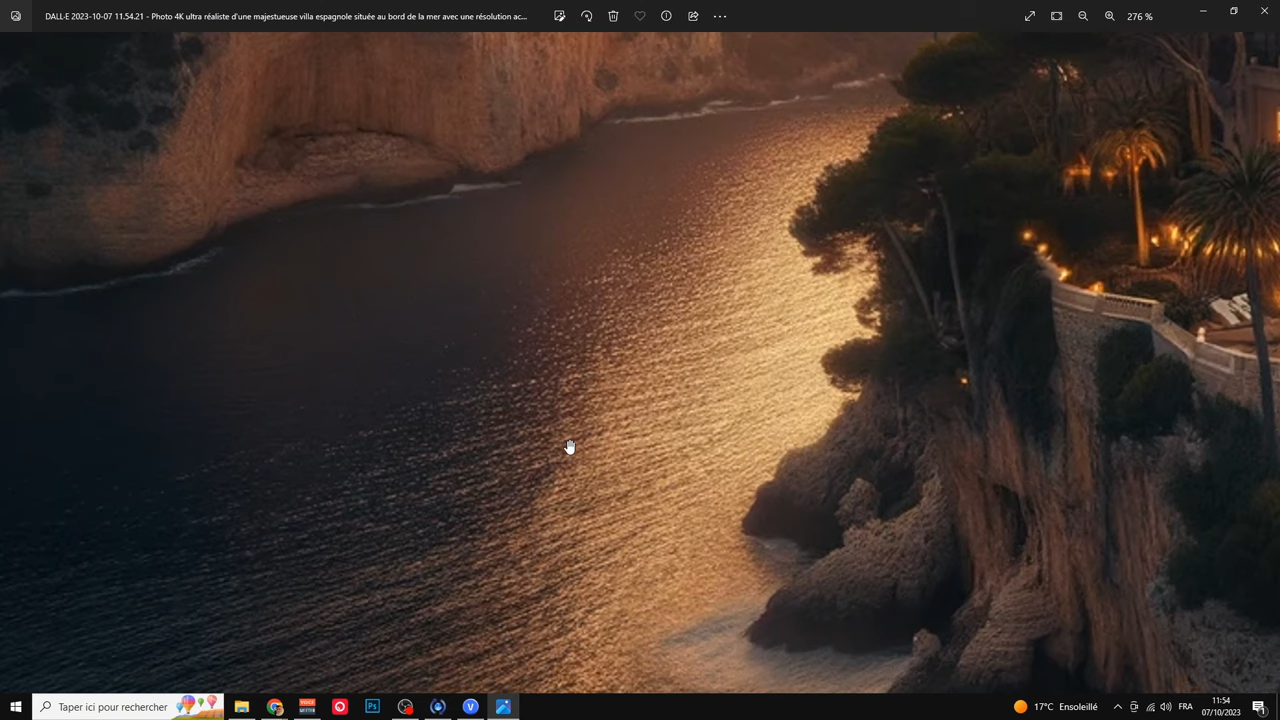 DALL·E 2023-10-07 11.54.21 - Photo 4K ultra réaliste d'une majestueuse villa espagnole située au bord de la mer avec une résolution ac...
276 %
Taper ici pour rechercher
17°C Ensoleillé
FRA
11:54
07/10/2023